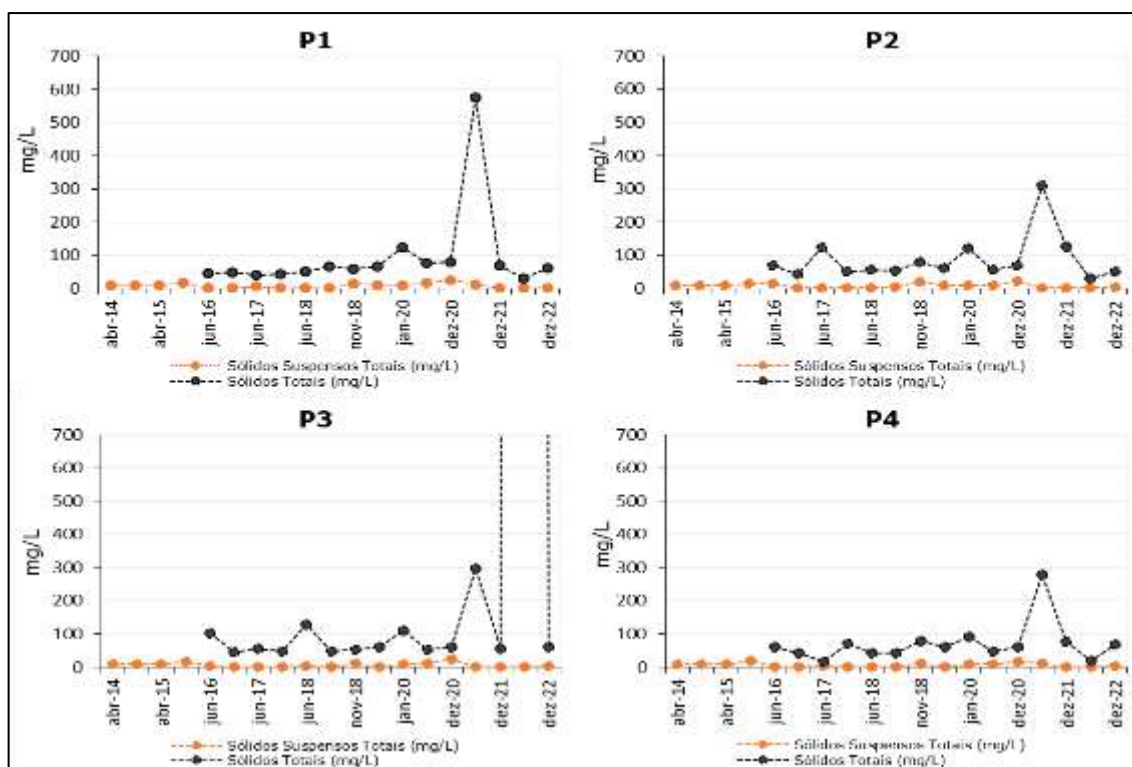 P1
700
600
500
400
300
200
100
0
mg/L
abr-14
abr-15
jun-16
jun-17
jun-18
nov-18
jan-20
dez-20
dez-21
dez-22
Sólidos Suspensos Totais (mg/L)
Sólidos Totais (mg/L)
P2
700
600
500
400
300
200
100
0
mg/L
abr-14
abr-15
jun-16
jun-17
jun-18
nov-18
jan-20
dez-20
dez-21
dez-22
Sólidos Suspensos Totais (mg/L)
Sólidos Totais (mg/L)
P3
700
600
500
400
300
200
100
0
mg/L
abr-14
abr-15
jun-16
jun-17
jun-18
nov-18
jan-20
dez-20
dez-21
dez-22
Sólidos Suspensos Totais (mg/L)
Sólidos Totais (mg/L)
P4
700
600
500
400
300
200
100
0
mg/L
abr-14
abr-15
jun-16
jun-17
jun-18
nov-18
jan-20
dez-20
dez-21
dez-22
Sólidos Suspensos Totais (mg/L)
Sólidos Totais (mg/L)